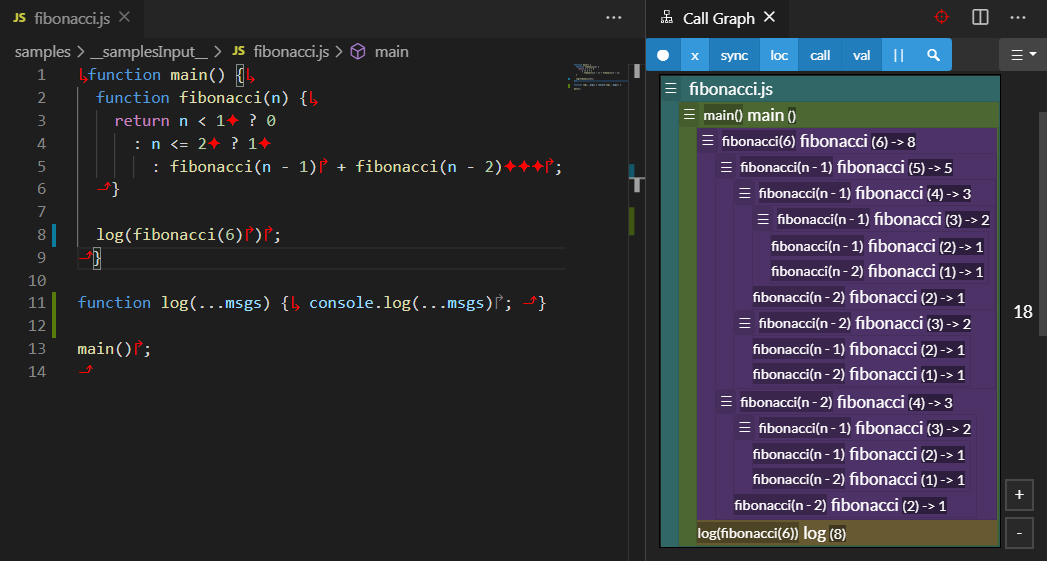 JS fibonacci.js
samples > __samplesInput__ > JS fibonacci.js > main
1 function main() {
2 function fibonacci(n) {
3 return n < 1 ? 0
4 : n <= 2 ? 1
5 : fibonacci(n - 1) + fibonacci(n - 2);
6 }
7
8 log(fibonacci(6));
9 }
10
11 function log(...msgs) { console.log(...msgs); }
12
13 main();
14
Call Graph
x sync loc call val ||
fibonacci.js
main() main ()
fibonacci(6) fibonacci (6) -> 8
fibonacci(n - 1) fibonacci (5) -> 5
fibonacci(n - 1) fibonacci (4) -> 3
fibonacci(n - 1) fibonacci (3) -> 2
fibonacci(n - 1) fibonacci (2) -> 1
fibonacci(n - 2) fibonacci (1) -> 1
fibonacci(n - 2) fibonacci (2) -> 1
fibonacci(n - 2) fibonacci (3) -> 2
fibonacci(n - 1) fibonacci (2) -> 1
fibonacci(n - 2) fibonacci (1) -> 1
fibonacci(n - 2) fibonacci (4) -> 3
fibonacci(n - 1) fibonacci (3) -> 2
fibonacci(n - 1) fibonacci (2) -> 1
fibonacci(n - 2) fibonacci (1) -> 1
fibonacci(n - 2) fibonacci (2) -> 1
log(fibonacci(6)) log (8)
18
+
-